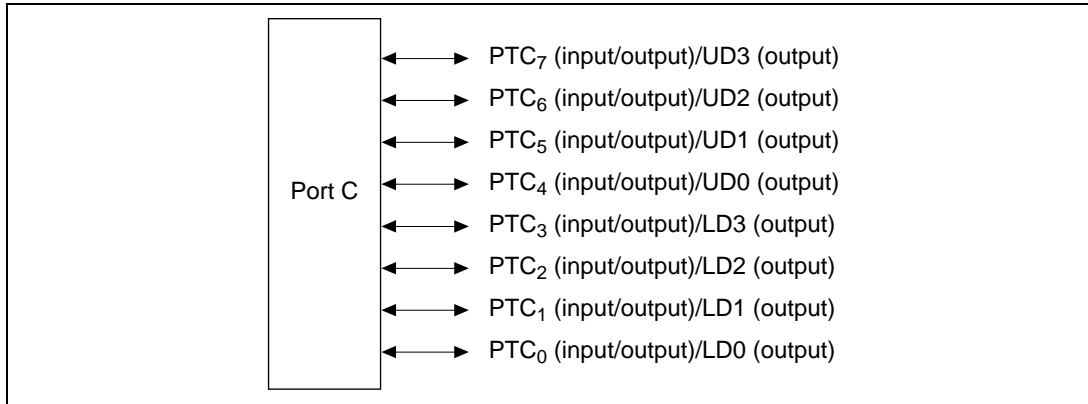 PTC₇ (input/output)/UD3 (output)
PTC₆ (input/output)/UD2 (output)
PTC₅ (input/output)/UD1 (output)
Port C
PTC₄ (input/output)/UD0 (output)
PTC₃ (input/output)/LD3 (output)
PTC₂ (input/output)/LD2 (output)
PTC₁ (input/output)/LD1 (output)
PTC₀ (input/output)/LD0 (output)